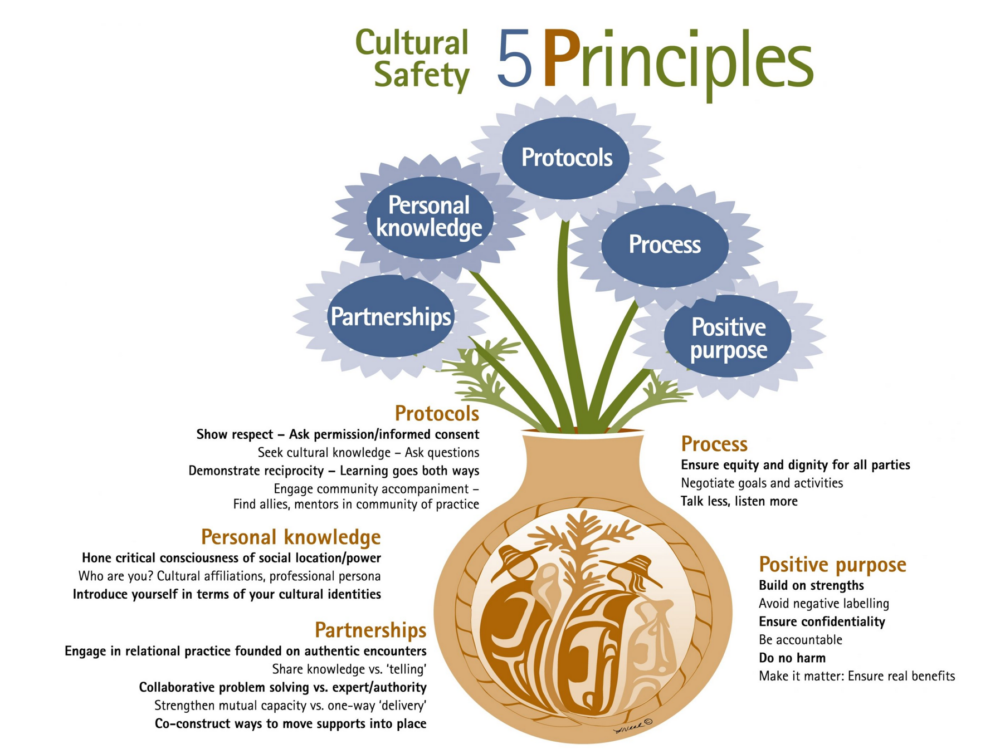 Cultural
Safety
5 Principles
Protocols
Personal
knowledge
Process
Partnerships
Positive
purpose
Protocols
Show respect – Ask permission/informed consent
Seek cultural knowledge – Ask questions
Demonstrate reciprocity – Learning goes both ways
Engage community accompaniment –
Find allies, mentors in community of practice
Personal knowledge
Hone critical consciousness of social location/power
Who are you? Cultural affiliations, professional persona
Introduce yourself in terms of your cultural identities
Partnerships
Engage in relational practice founded on authentic encounters
Share knowledge vs. ‘telling’
Collaborative problem solving vs. expert/authority
Strengthen mutual capacity vs. one-way ‘delivery’
Co-construct ways to move supports into place
Process
Ensure equity and dignity for all parties
Negotiate goals and activities
Talk less, listen more
Positive purpose
Build on strengths
Avoid negative labelling
Ensure confidentiality
Be accountable
Do no harm
Make it matter: Ensure real benefits
©